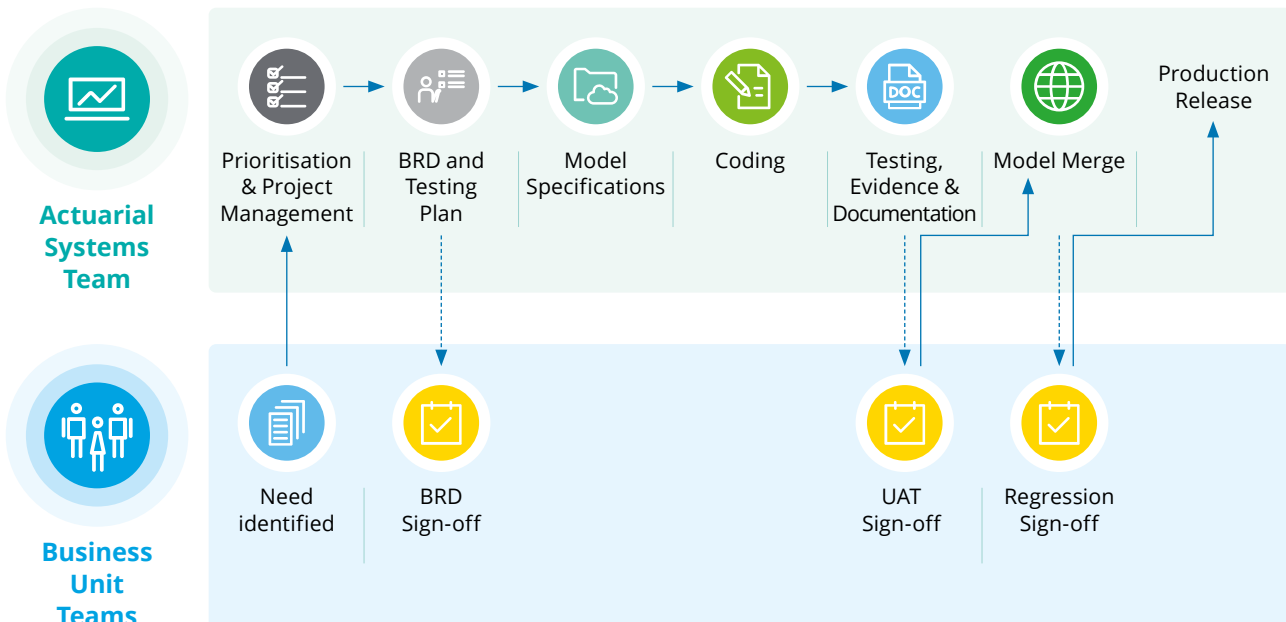 Actuarial
Systems
Team
Prioritisation
& Project
Management
BRD and
Testing
Plan
Model
Specifications
Coding
DOC
Testing,
Evidence &
Documentation
Model Merge
Production
Release
Business
Unit
Teams
Need
identified
BRD
Sign-off
UAT
Sign-off
Regression
Sign-off